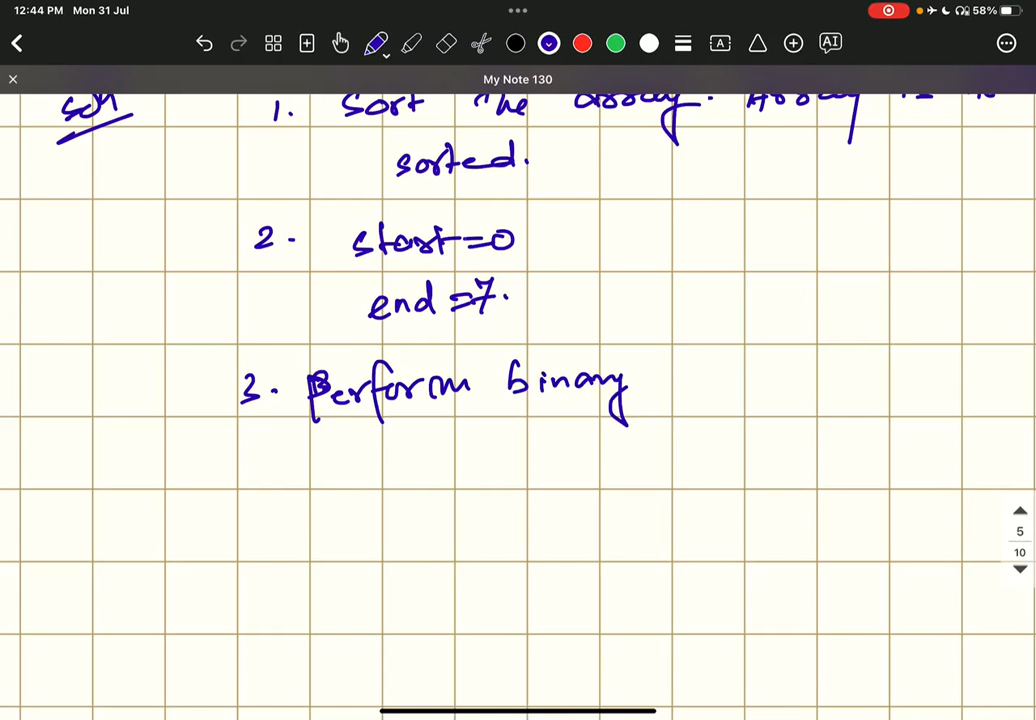 12:44 PM Mon 31 Jul
58%
A
AI
My Note 130
Soln 1. Sort the array. Array is
sorted.
2. start=0
end=7.
3. Perform binary
5
10